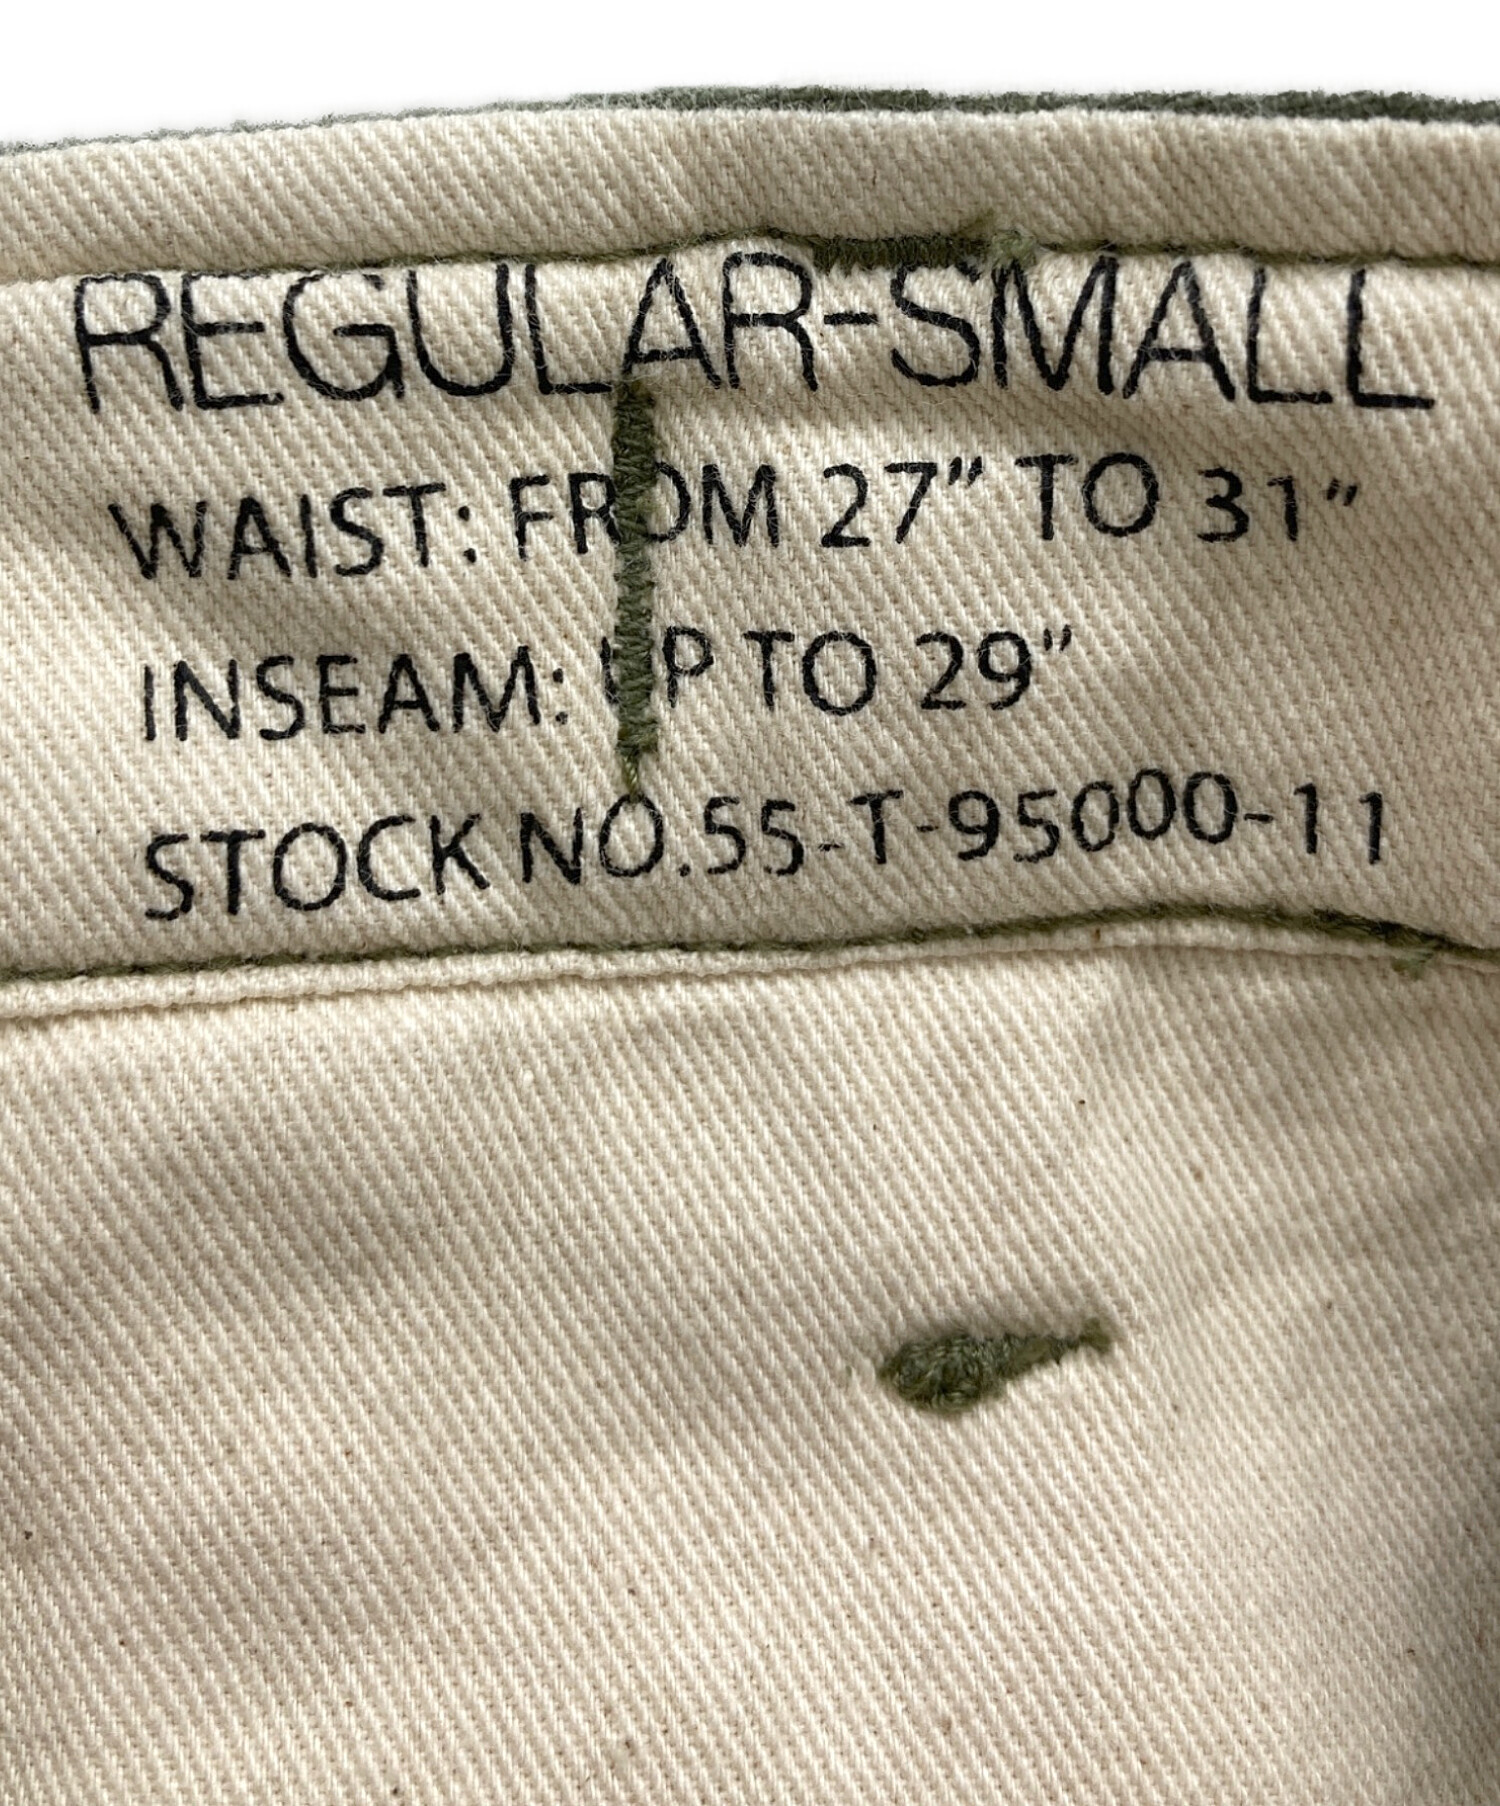 REGULAR-SMALL
WAIST: FROM 27" TO 31"
INSEAM: UP TO 29"
STOCK NO.55-T-95000-11